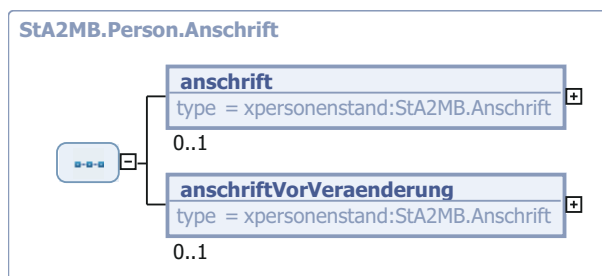 StA2MB.Person.Anschrift
anschrift
type = xpersonenstand:StA2MB.Anschrift
0..1
anschriftVorVeraenderung
type = xpersonenstand:StA2MB.Anschrift
0..1